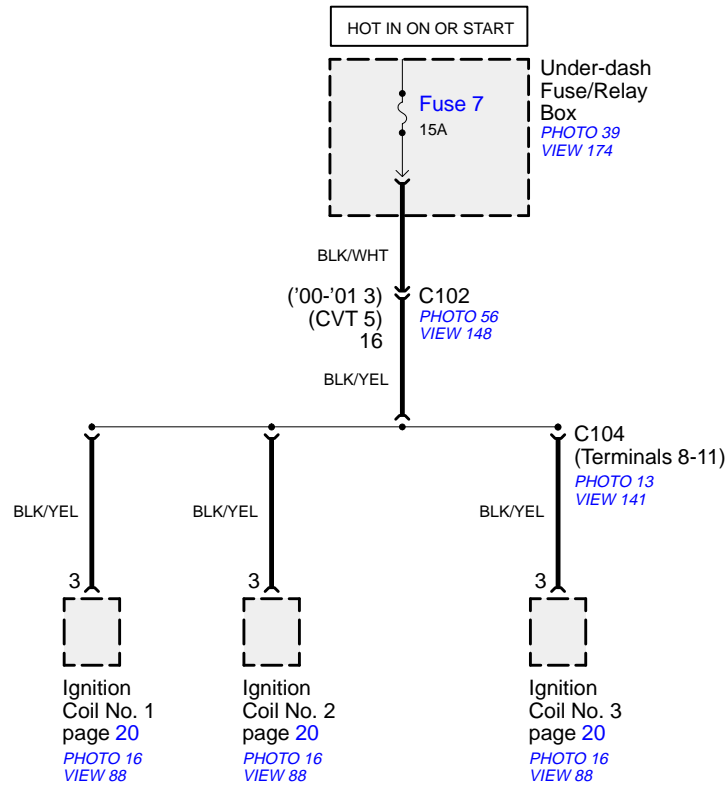 HOT IN ON OR START
Under-dash
Fuse/Relay
Box
PHOTO 39
VIEW 174
Fuse 7
15A
BLK/WHT
('00-'01 3)
(CVT 5)
16
C102
PHOTO 56
VIEW 148
BLK/YEL
C104
(Terminals 8-11)
PHOTO 13
VIEW 141
BLK/YEL
BLK/YEL
BLK/YEL
3
3
3
Ignition
Coil No. 1
page 20
PHOTO 16
VIEW 88
Ignition
Coil No. 2
page 20
PHOTO 16
VIEW 88
Ignition
Coil No. 3
page 20
PHOTO 16
VIEW 88